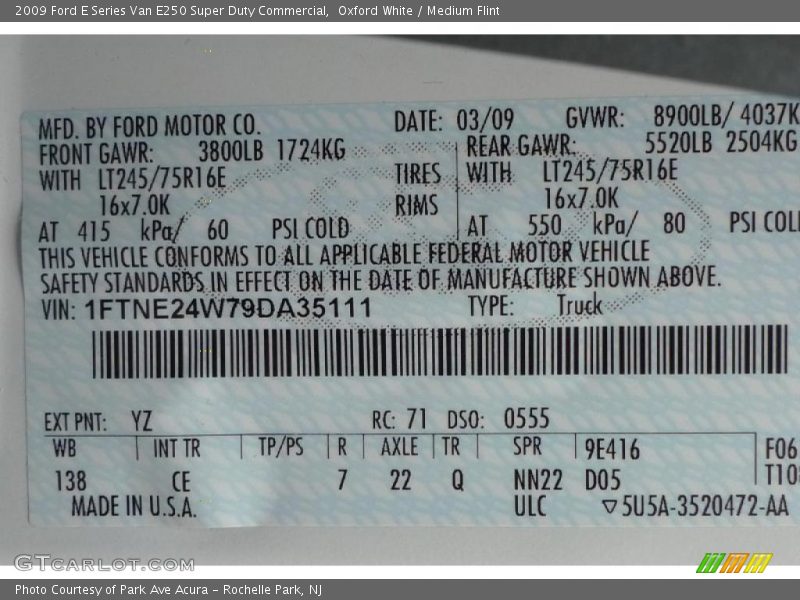 2009 Ford E Series Van E250 Super Duty Commercial,  Oxford White / Medium Flint
MFD. BY FORD MOTOR CO. DATE: 03/09 GVWR: 8900LB/ 4037K
FRONT GAWR: 3800LB 1724KG REAR GAWR: 5520LB 2504KG
WITH LT245/75R16E TIRES WITH LT245/75R16E
16x7.0K RIMS 16x7.0K
AT 415 kPa/ 60 PSI COLD AT 550 kPa/ 80 PSI COL
THIS VEHICLE CONFORMS TO ALL APPLICABLE FEDERAL MOTOR VEHICLE
SAFETY STANDARDS IN EFFECT ON THE DATE OF MANUFACTURE SHOWN ABOVE.
VIN: 1FTNE24W79DA35111 TYPE: Truck
EXT PNT: YZ RC: 71 DSO: 0555
WB INT TR TP/PS R AXLE TR SPR 9E416 F06
138 CE 7 22 Q NN22 D05 T10
MADE IN U.S.A. ULC ▽5U5A-3520472-AA
GTCARLOT.COM
Photo Courtesy of Park Ave Acura – Rochelle Park, NJ